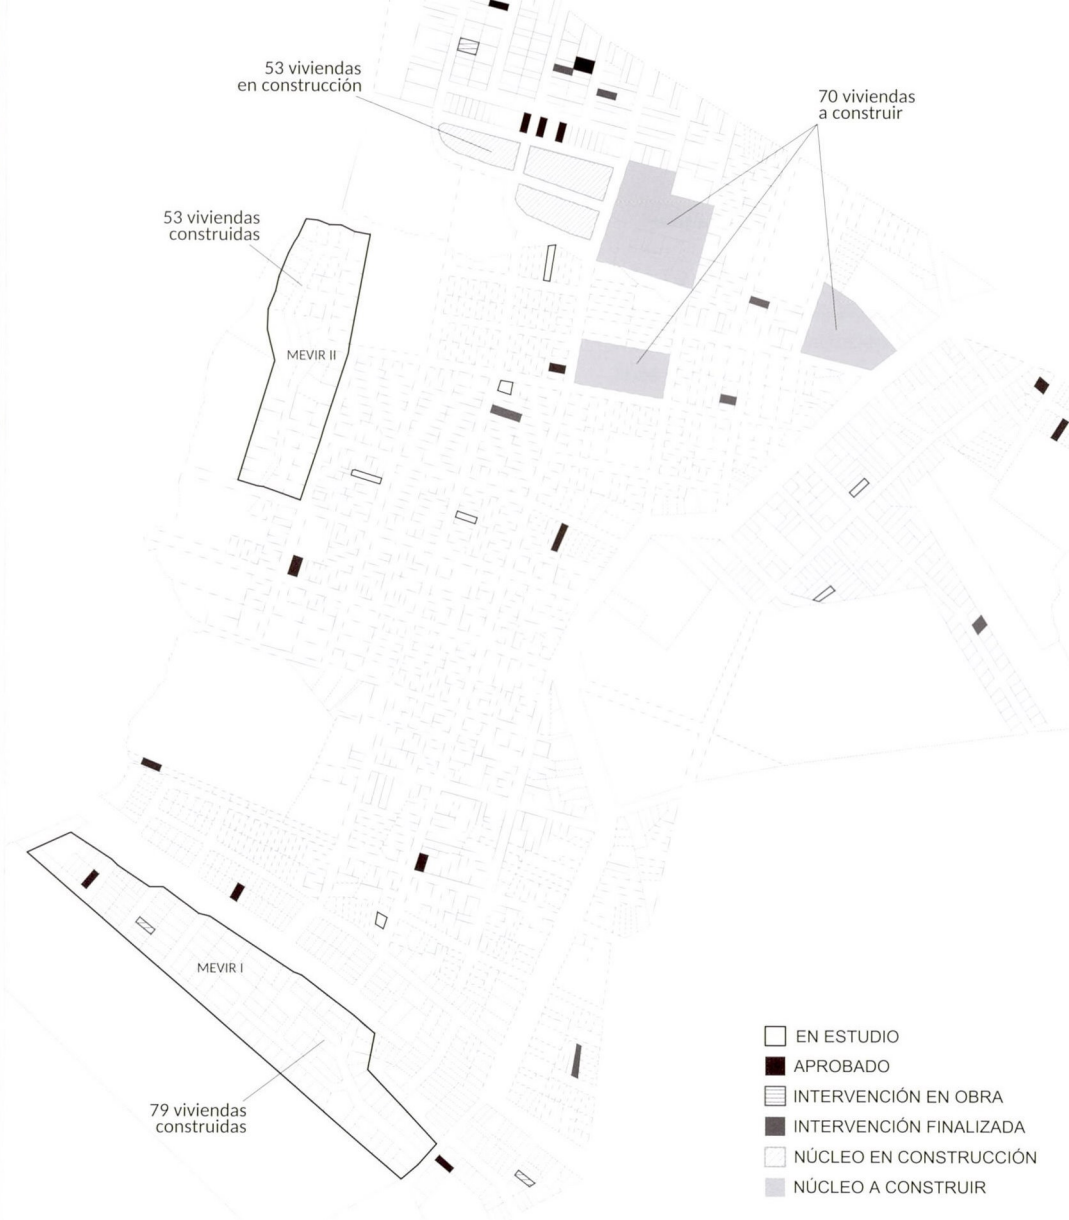 53 viviendas
en construcción
70 viviendas
a construir
53 viviendas
construidas
MEVIR II
MEVIR I
79 viviendas
construidas
EN ESTUDIO
APROBADO
INTERVENCIÓN EN OBRA
INTERVENCIÓN FINALIZADA
NÚCLEO EN CONSTRUCCIÓN
NÚCLEO A CONSTRUIR